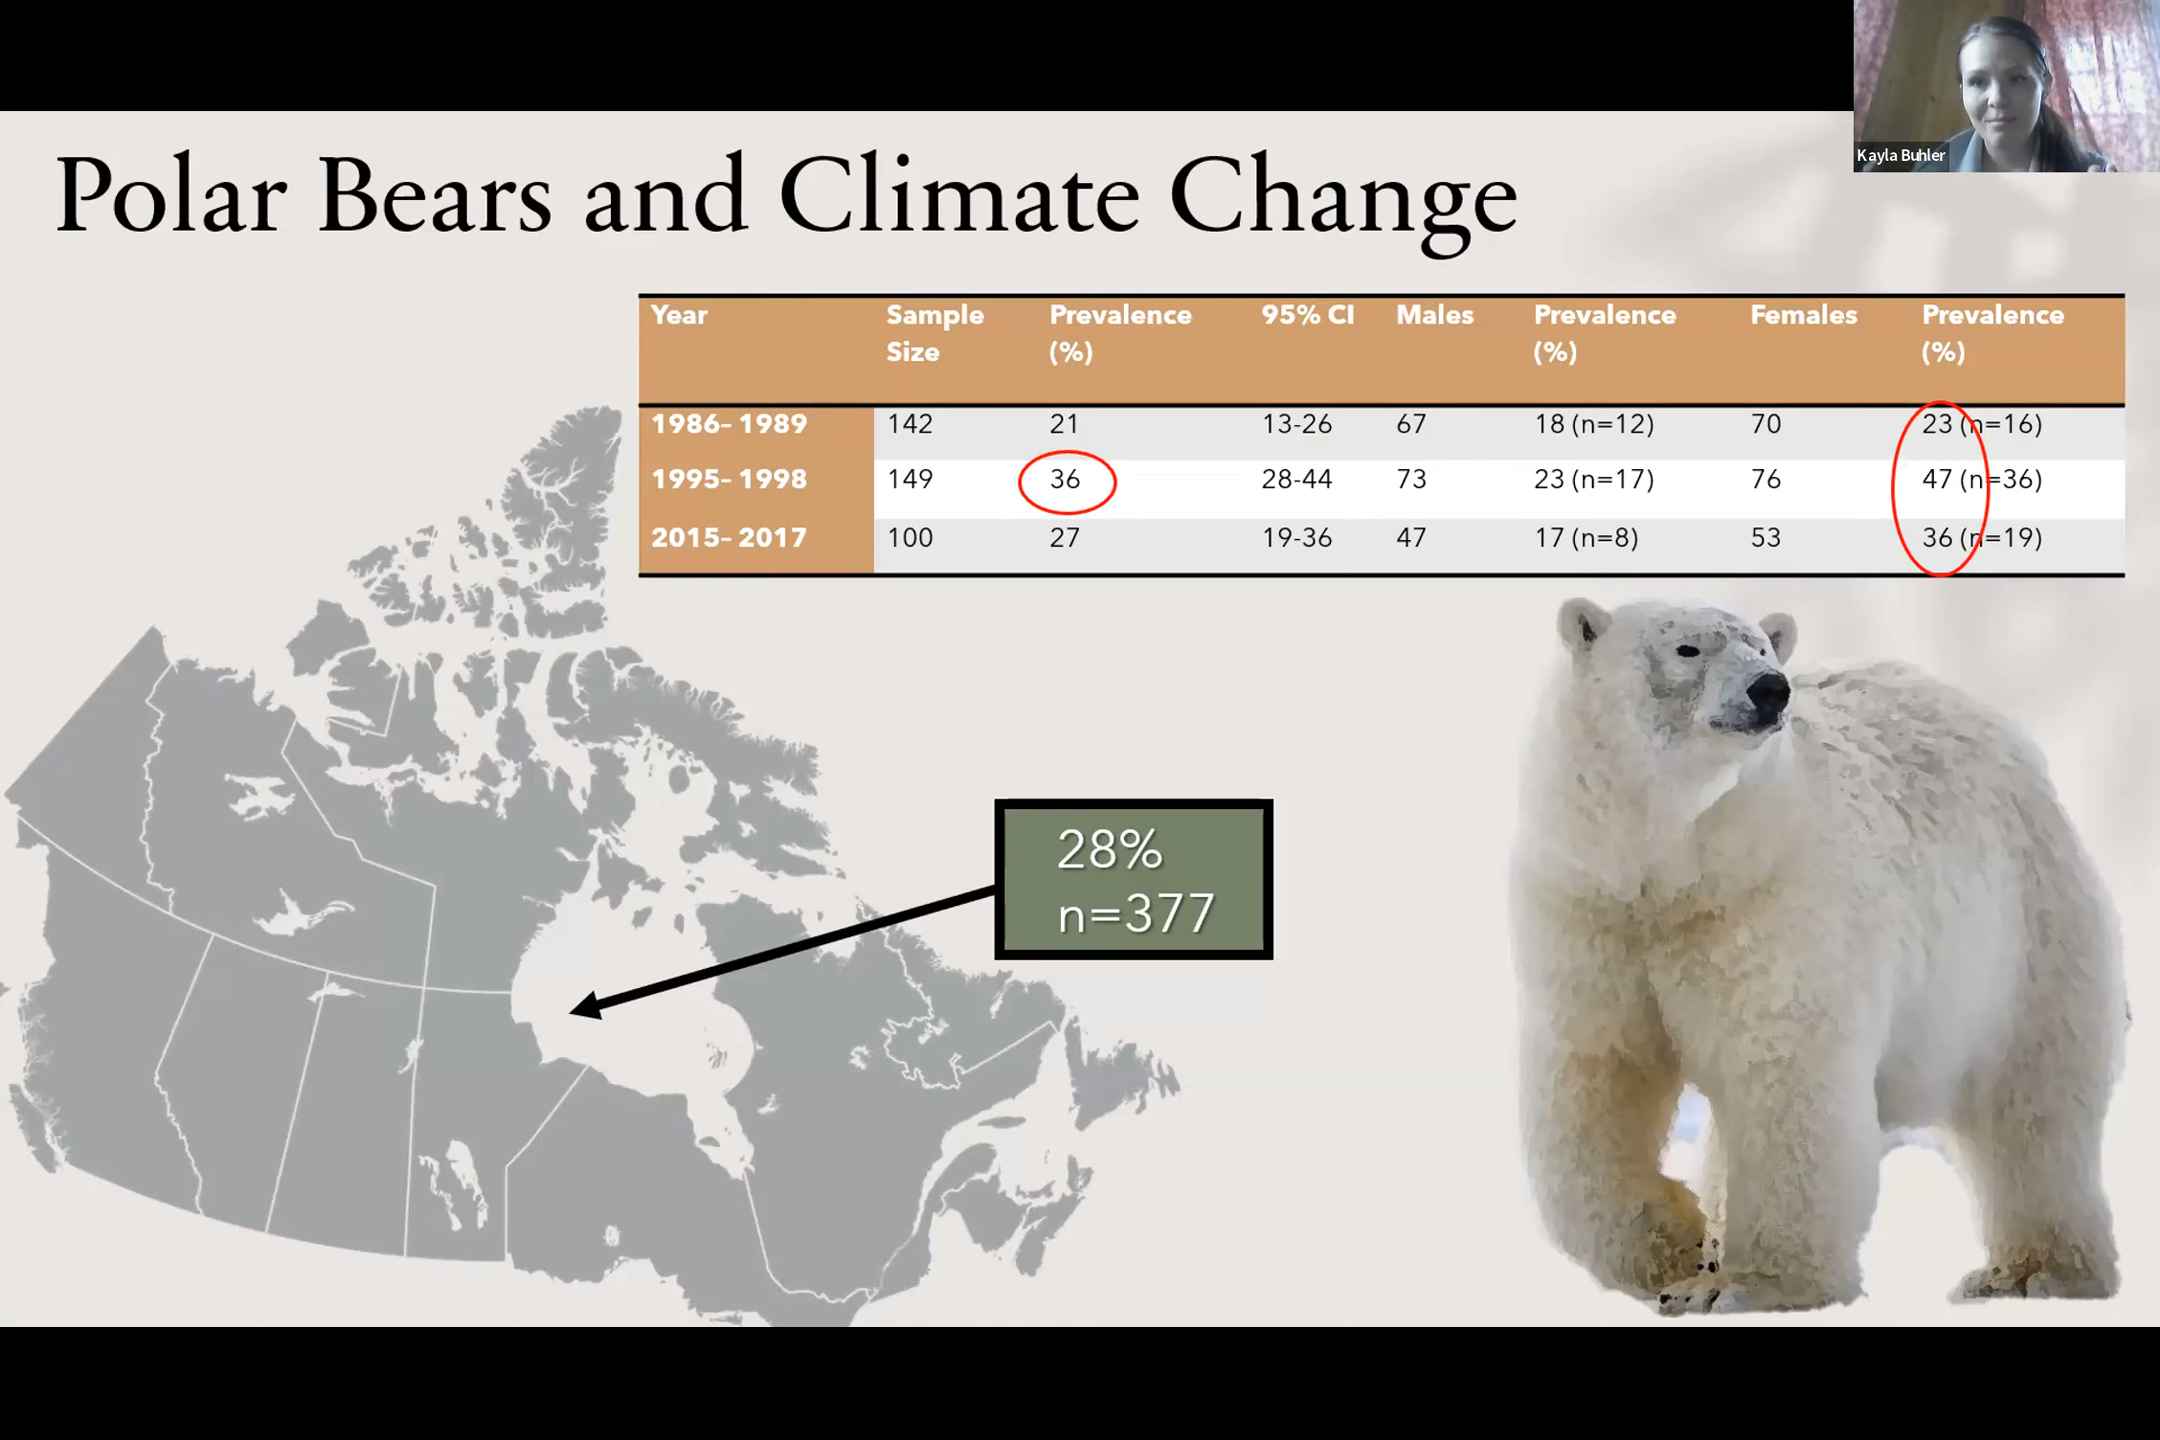 Kayla Buhler
Polar Bears and Climate Change
Year Sample Size Prevalence (%) 95% CI Males Prevalence (%) Females Prevalence (%)
1986– 1989 142 21 13-26 67 18 (n=12) 70 23 (n=16)
1995– 1998 149 36 28-44 73 23 (n=17) 76 47 (n=36)
2015– 2017 100 27 19-36 47 17 (n=8) 53 36 (n=19)
28%
n=377